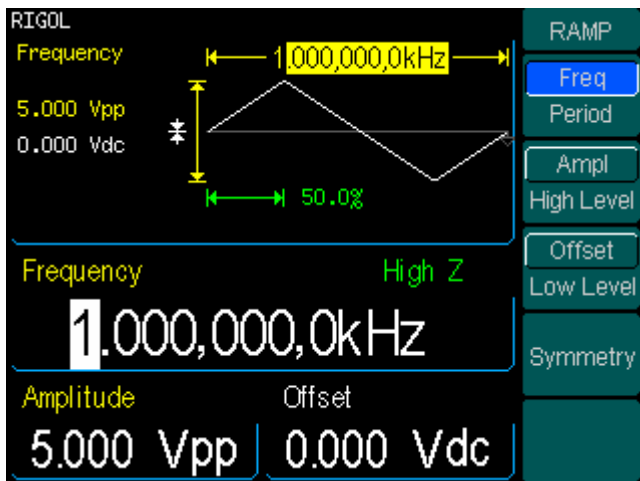 RIGOL
Frequency
1.000,000,0kHz
5.000 Vpp
0.000 Vdc
50.0%
Frequency
High Z
1.000,000,0kHz
Amplitude
Offset
5.000 Vpp
0.000 Vdc
RAMP
Freq
Period
Ampl
High Level
Offset
Low Level
Symmetry